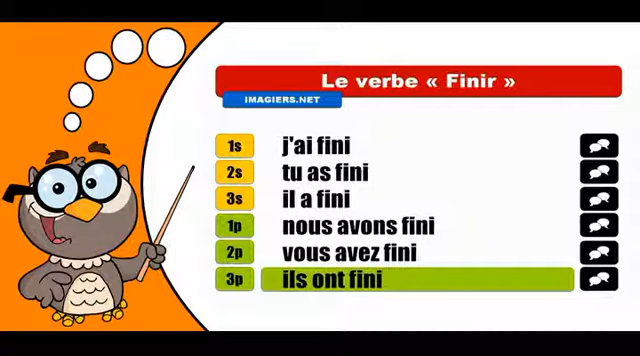 Le verbe « Finir »
IMAGIERS.NET
1s j'ai fini
2s tu as fini
3s il a fini
1p nous avons fini
2p vous avez fini
3p ils ont fini